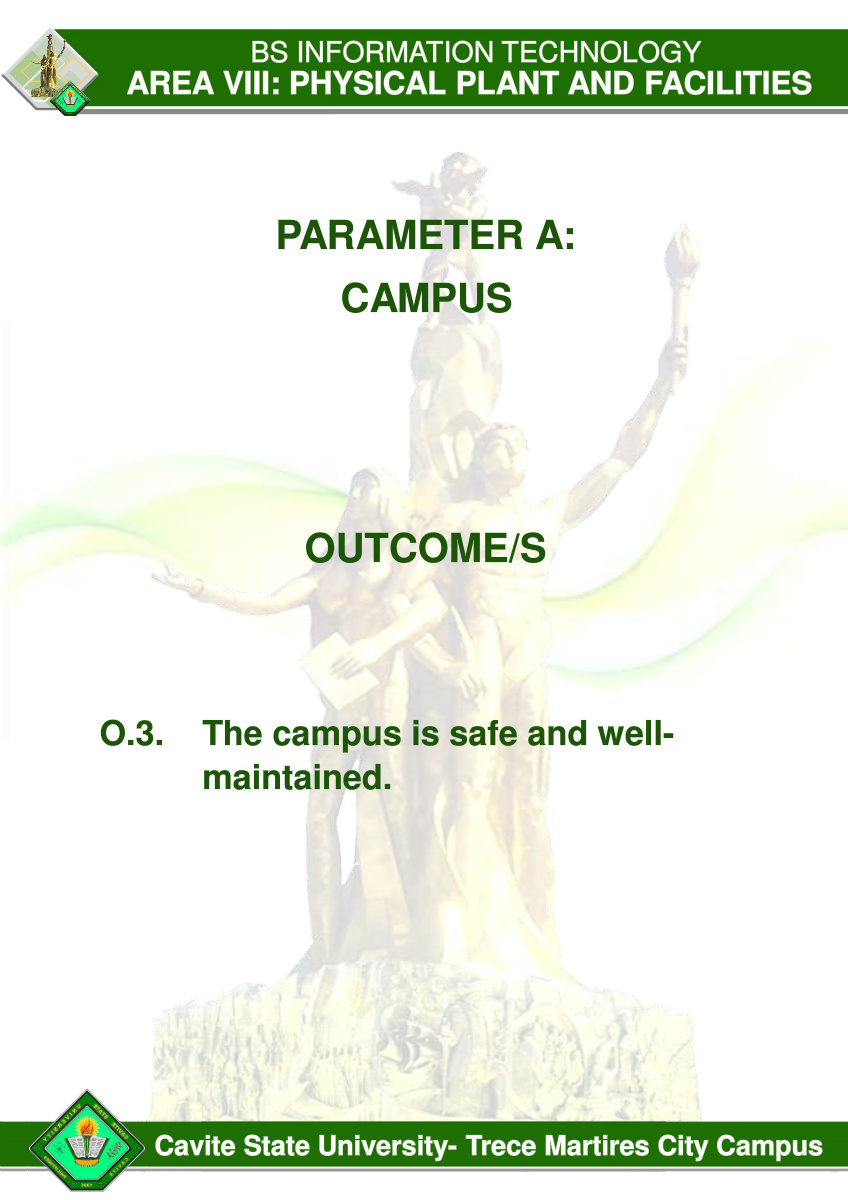 BS INFORMATION TECHNOLOGY
AREA VIII: PHYSICAL PLANT AND FACILITIES
PARAMETER A:
CAMPUS
OUTCOME/S
O.3. The campus is safe and well-
maintained.
Cavite State University- Trece Martires City Campus